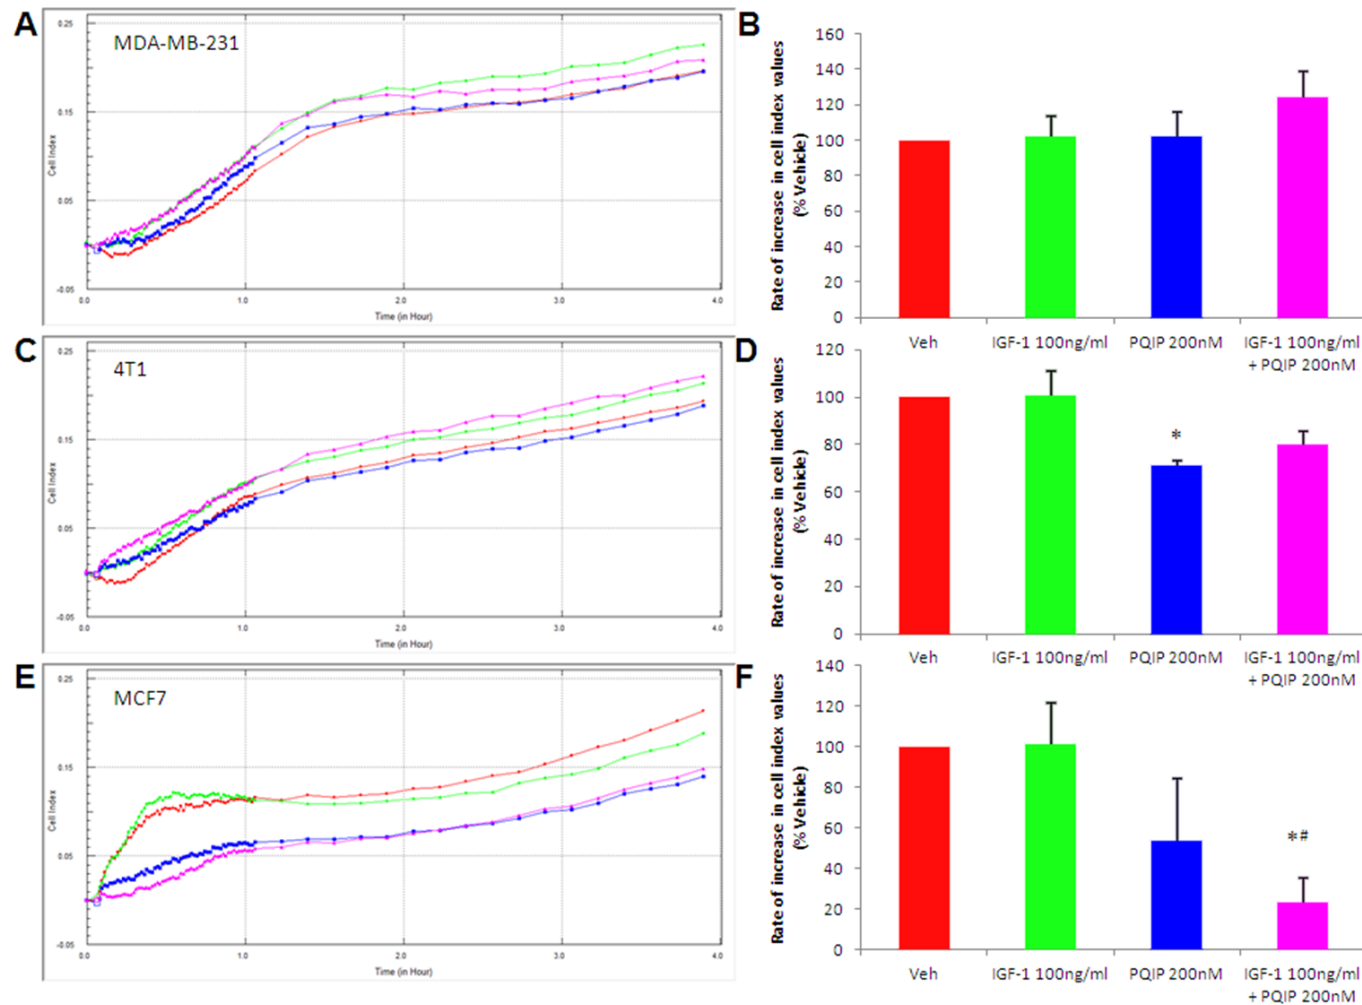 A
MDA-MB-231
Cell Index
0.25
0.15
0.05
-0.05
0.0
1.0
2.0
3.0
4.0
Time (in Hour)
B
Rate of increase in cell index values
(% Vehicle)
160
140
120
100
80
60
40
20
0
Veh
IGF-1 100ng/ml
PQIP 200nM
IGF-1 100ng/ml
+ PQIP 200nM
C
4T1
Cell Index
0.25
0.15
0.05
-0.05
0.0
1.0
2.0
3.0
4.0
Time (in Hour)
D
Rate of increase in cell index values
(% Vehicle)
120
100
80
60
40
20
0
*
Veh
IGF-1 100ng/ml
PQIP 200nM
IGF-1 100ng/ml
+ PQIP 200nM
E
MCF7
Cell Index
0.25
0.15
0.05
-0.05
0.0
1.0
2.0
3.0
4.0
Time (in Hour)
F
Rate of increase in cell index values
(% Vehicle)
140
120
100
80
60
40
20
0
*#
Veh
IGF-1 100ng/ml
PQIP 200nM
IGF-1 100ng/ml
+ PQIP 200nM